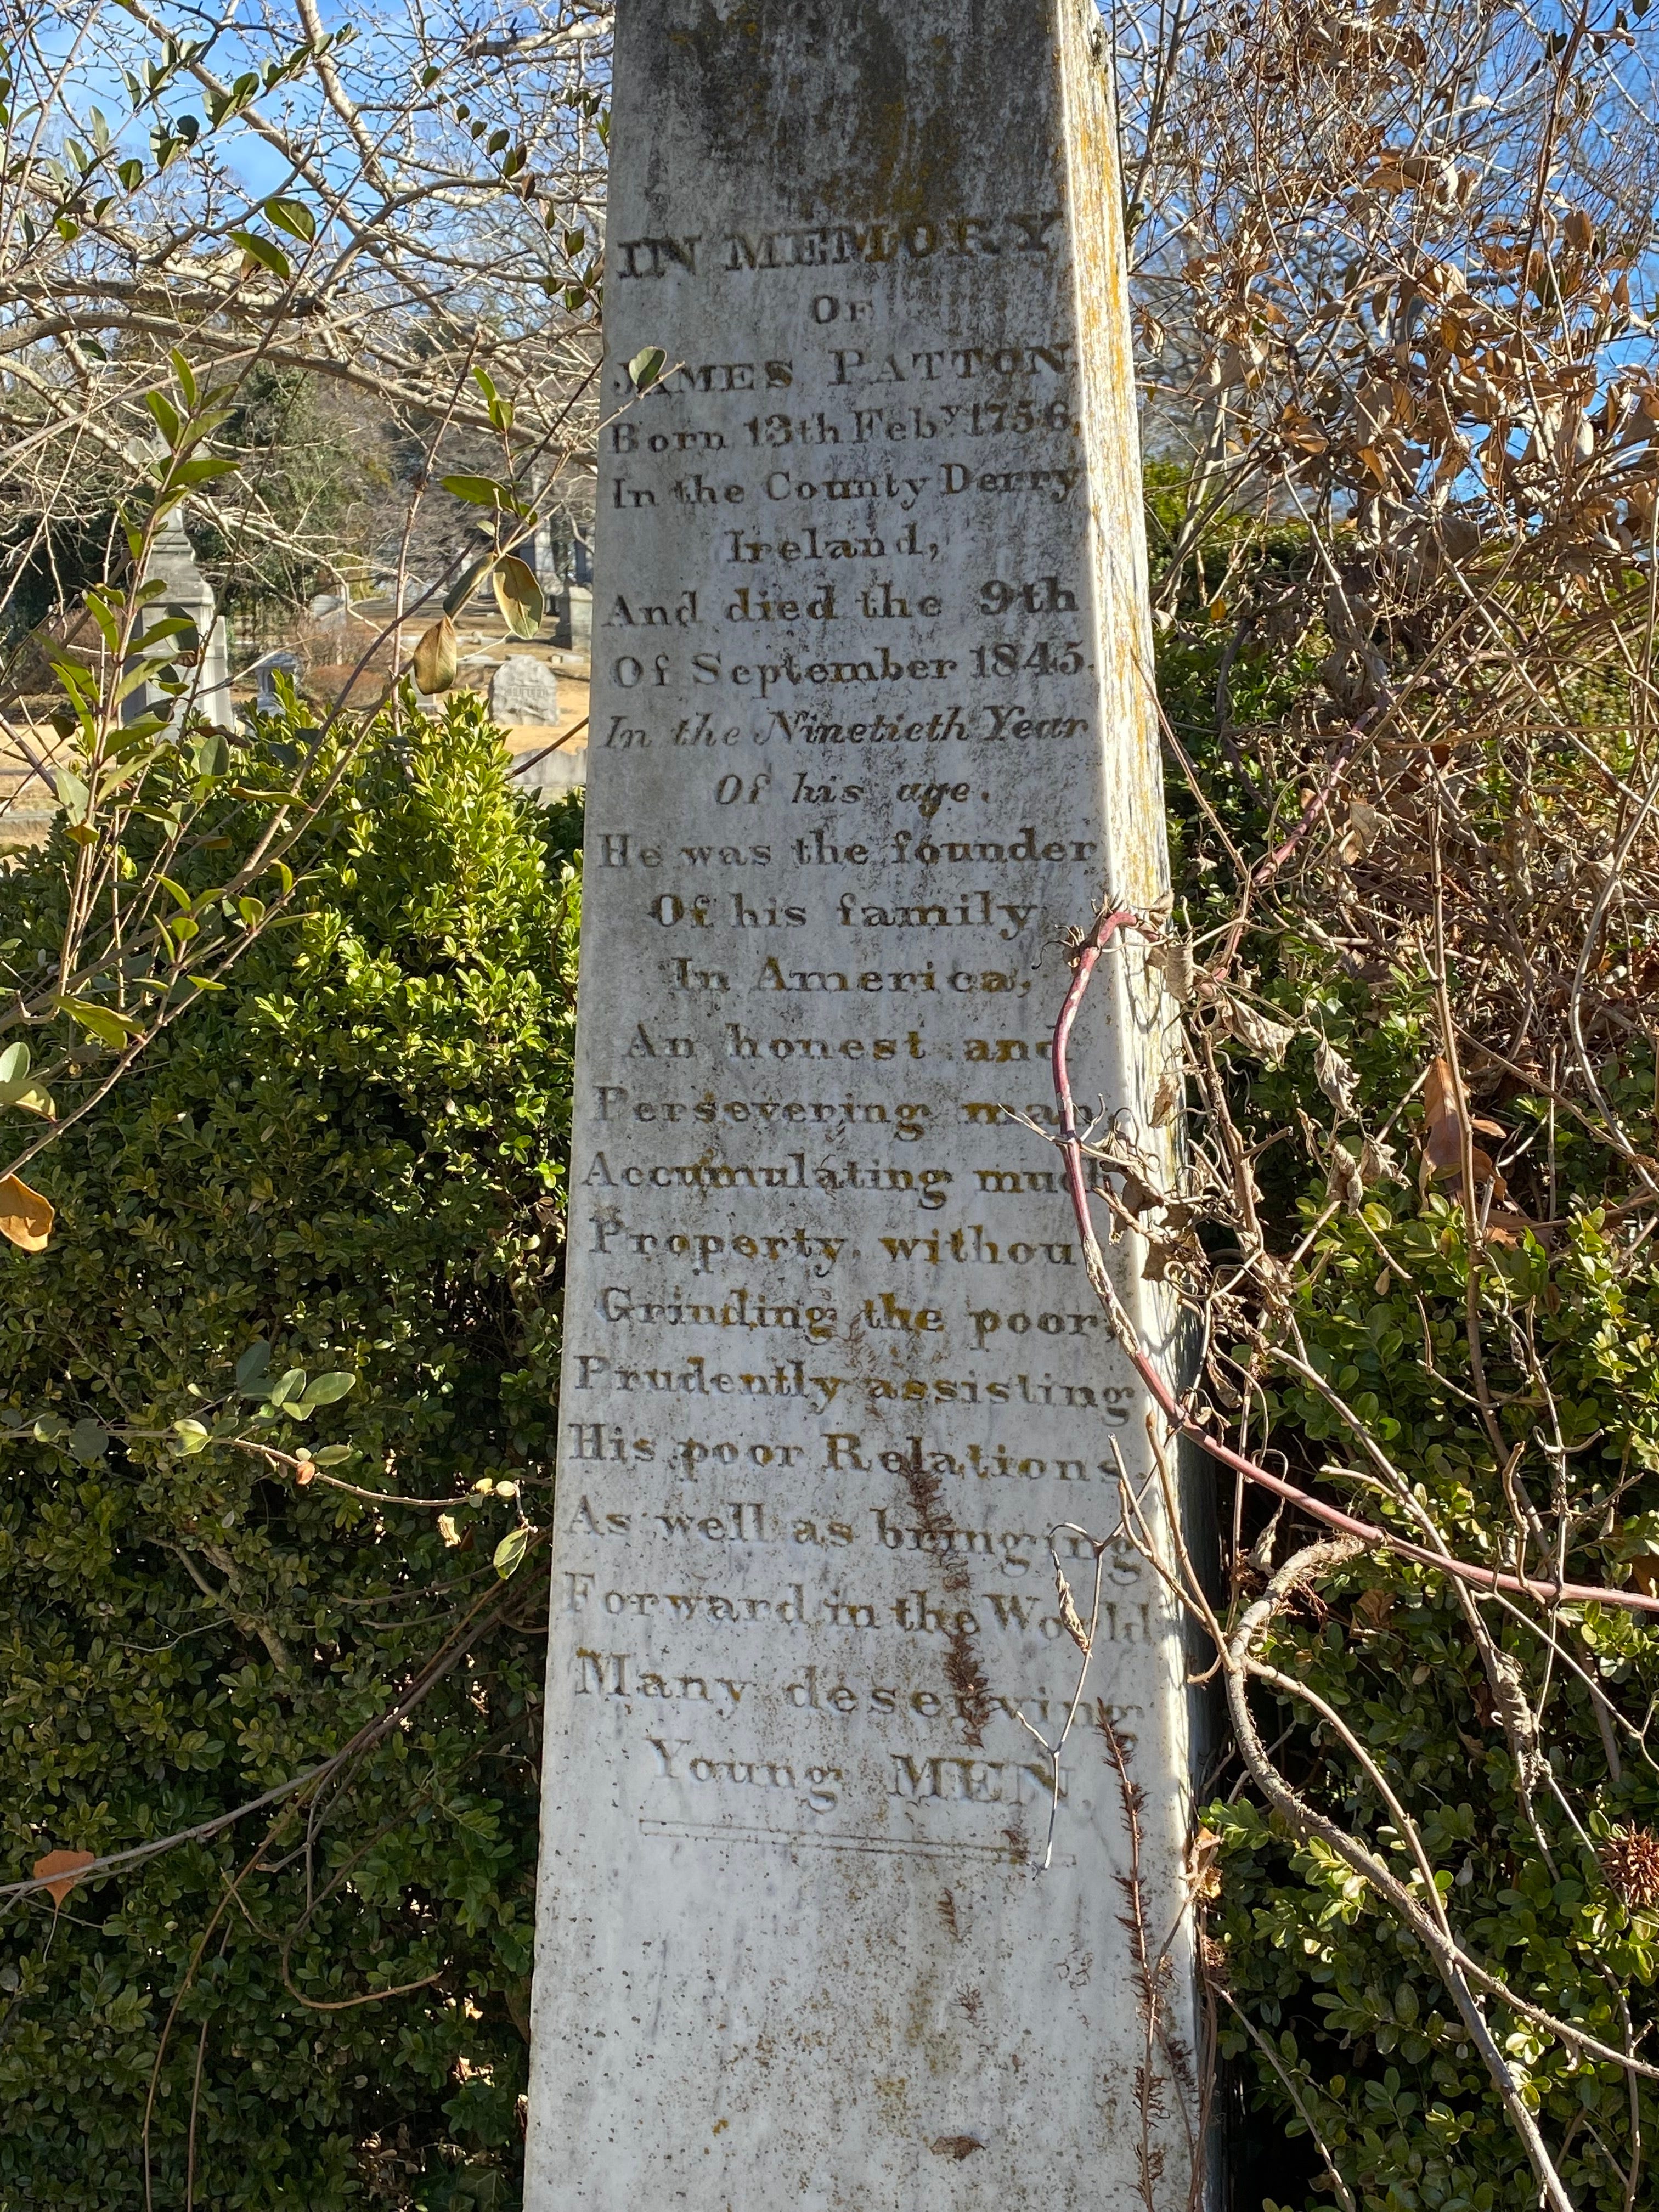 IN MEMORY
OF
JAMES PATTON
Born 13th Feby. 1756,
In the County Derry
Ireland,
And died the 9th
Of September 1845.
In the Ninetieth Year
Of his age.
He was the founder
Of his family
In America,
An honest and
Persevering man,
Accumulating much
Property, without
Grinding the poor,
Prudently assisting
His poor Relations.
As well as bringing
Forward in the World
Many deserving
Young MEN.